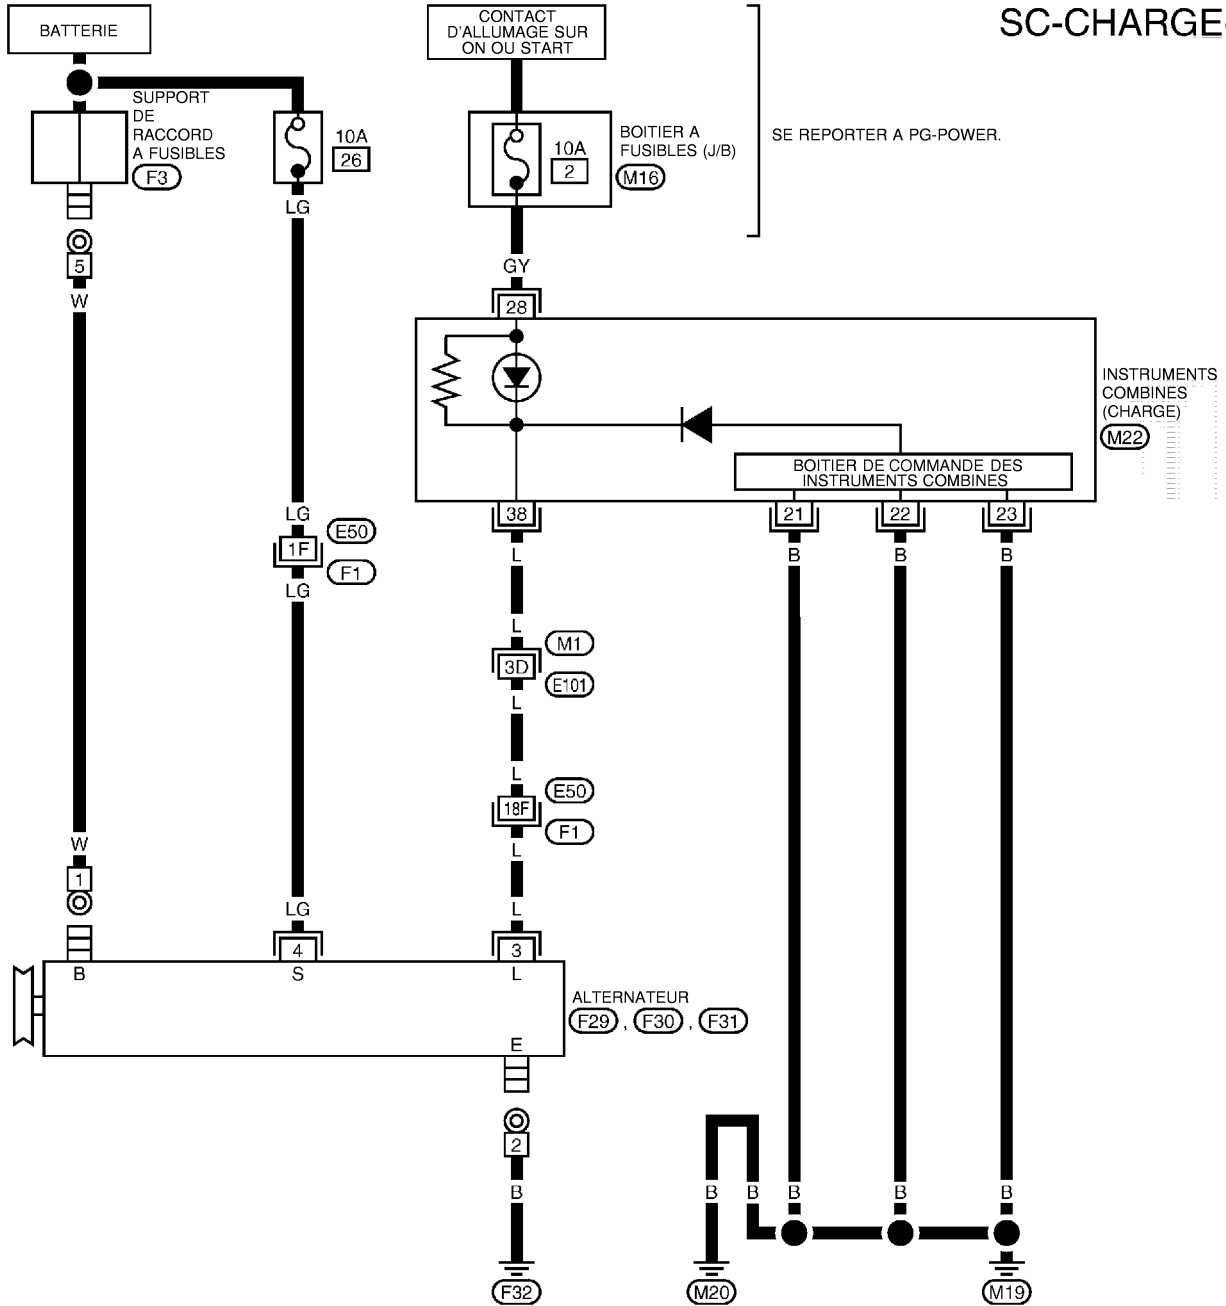 BATTERIE
CONTACT
D'ALLUMAGE SUR
ON OU START
SC-CHARGE
SUPPORT
DE
RACCORD
A FUSIBLES
F3
10A
26
10A
2
BOITIER A
FUSIBLES (J/B)
M16
SE REPORTER A PG-POWER.
LG
5
W
GY
28
INSTRUMENTS
COMBINES
(CHARGE)
M22
BOITIER DE COMMANDE DES
INSTRUMENTS COMBINES
38
21
22
23
LG
1F
E50
F1
LG
L
B
B
B
L
3D
M1
E101
L
L
18F
E50
F1
L
W
1
LG
L
4
3
B
S
L
ALTERNATEUR
F29 , F30 , F31
E
2
B
B
B
B
B
B
F32
M20
M19